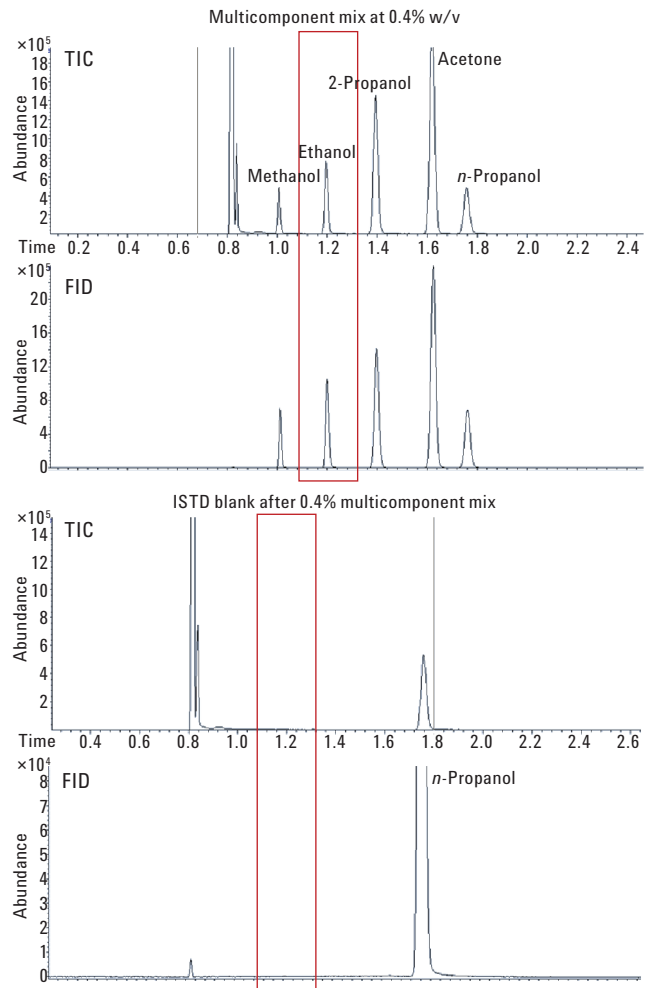 Multicomponent mix at 0.4% w/v
×10⁵
TIC
Abundance
18
16
14
12
10
8
6
4
2
Methanol
Ethanol
2-Propanol
Acetone
n-Propanol
Time 0.2 0.4 0.6 0.8 1.0 1.2 1.4 1.6 1.8 2.0 2.2 2.4
×10⁵
FID
Abundance
20
16
12
8
4
0
ISTD blank after 0.4% multicomponent mix
×10⁵
TIC
Abundance
14
12
10
8
6
4
2
Time 0.4 0.6 0.8 1.0 1.2 1.4 1.6 1.8 2.0 2.2 2.4 2.6
×10⁴
FID
n-Propanol
Abundance
8
7
6
5
4
3
2
1
0